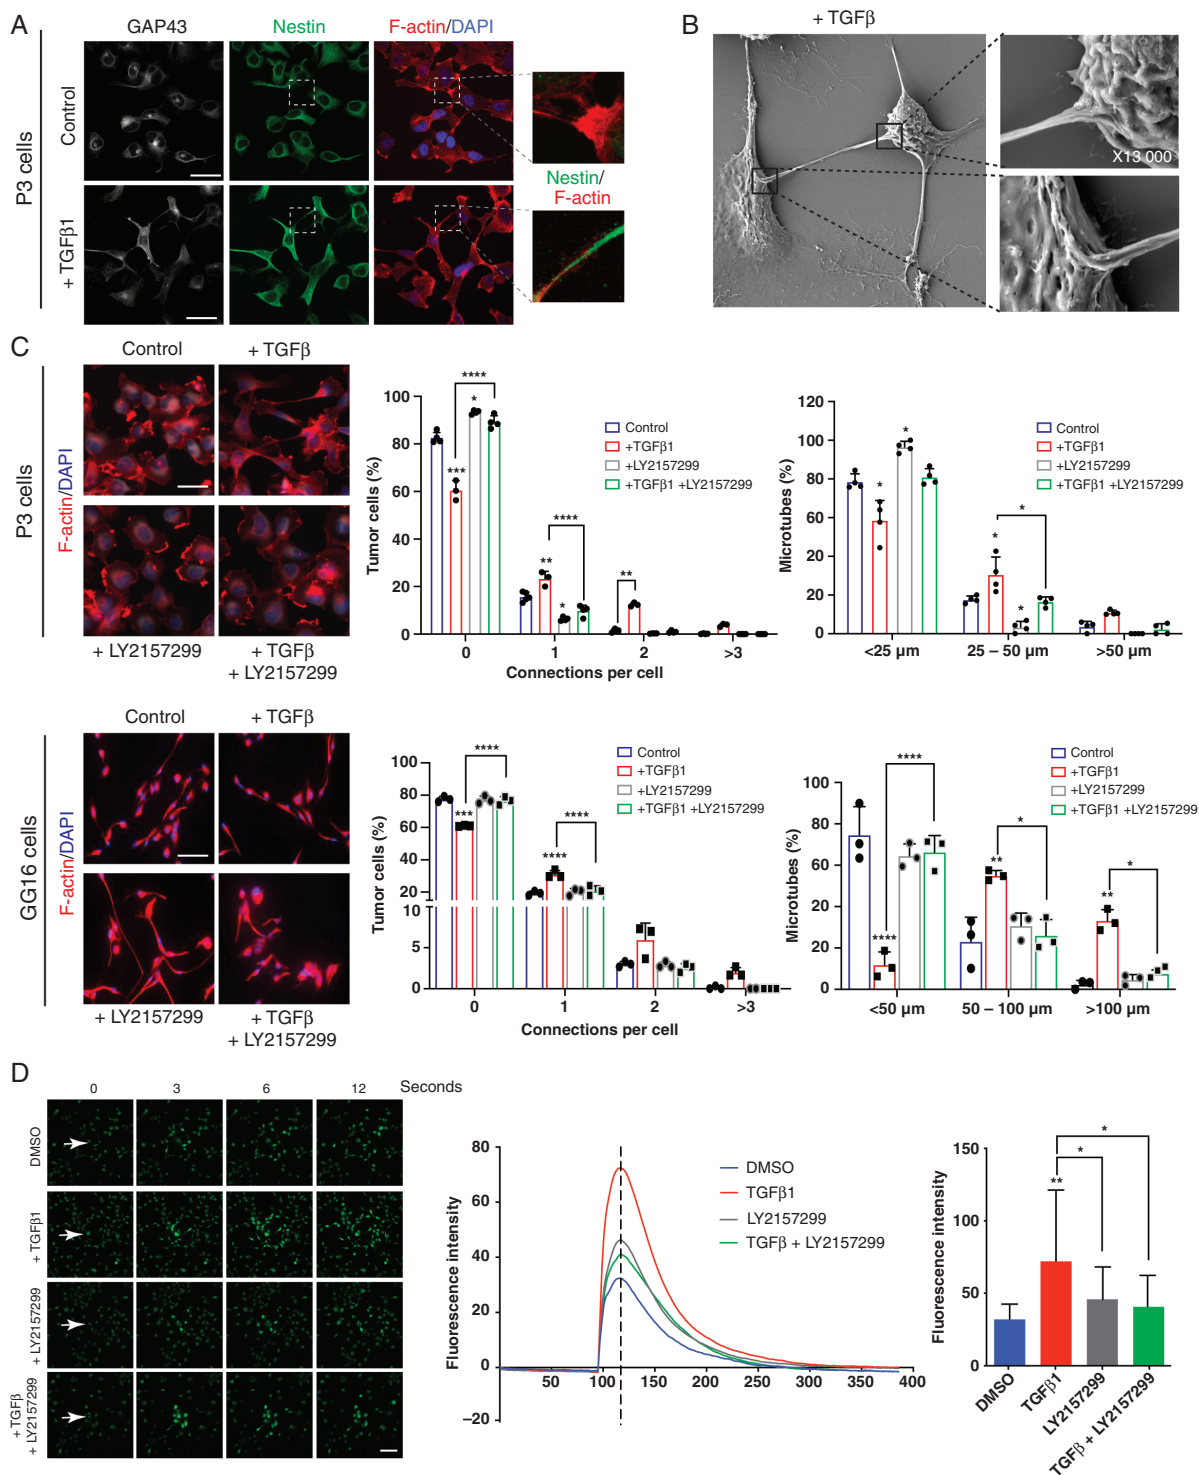 A
GAP43
Nestin
F-actin/DAPI
P3 cells
Control
+ TGFβ1
Nestin/
F-actin
B
+ TGFβ
X13 000
C
Control
+ TGFβ
P3 cells
F-actin/DAPI
+ LY2157299
+ TGFβ
+ LY2157299
Tumor cells (%)
100
80
60
40
20
0
****
***
*
**
****
*
**
Control
+TGFβ1
+LY2157299
+TGFβ1 +LY2157299
0
1
2
>3
Connections per cell
Microtubes (%)
120
100
80
60
20
20
0
*
*
*
*
*
Control
+TGFβ1
+LY2157299
+TGFβ1 +LY2157299
<25 µm
25 – 50 µm
>50 µm
Control
+ TGFβ
GG16 cells
F-actin/DAPI
+ LY2157299
+ TGFβ
+ LY2157299
Tumor cells (%)
100
80
60
40
20
10
5
0
****
***
****
****
Control
+TGFβ1
+LY2157299
+TGFβ1 +LY2157299
0
1
2
>3
Connections per cell
Microtubes (%)
100
80
60
20
20
0
****
****
*
**
*
**
Control
+TGFβ1
+LY2157299
+TGFβ1 +LY2157299
<50 µm
50 – 100 µm
>100 µm
D
0
3
6
12
Seconds
DMSO
+ TGFβ1
+ LY2157299
+ TGFβ
+ LY2157299
Fluorescence intensity
80
60
40
20
0
–20
50
100
150
200
250
300
350
400
DMSO
TGFβ1
LY2157299
TGFβ + LY2157299
Fluorescence intensity
150
100
50
0
**
*
*
DMSO
TGFβ1
LY2157299
TGFβ + LY2157299